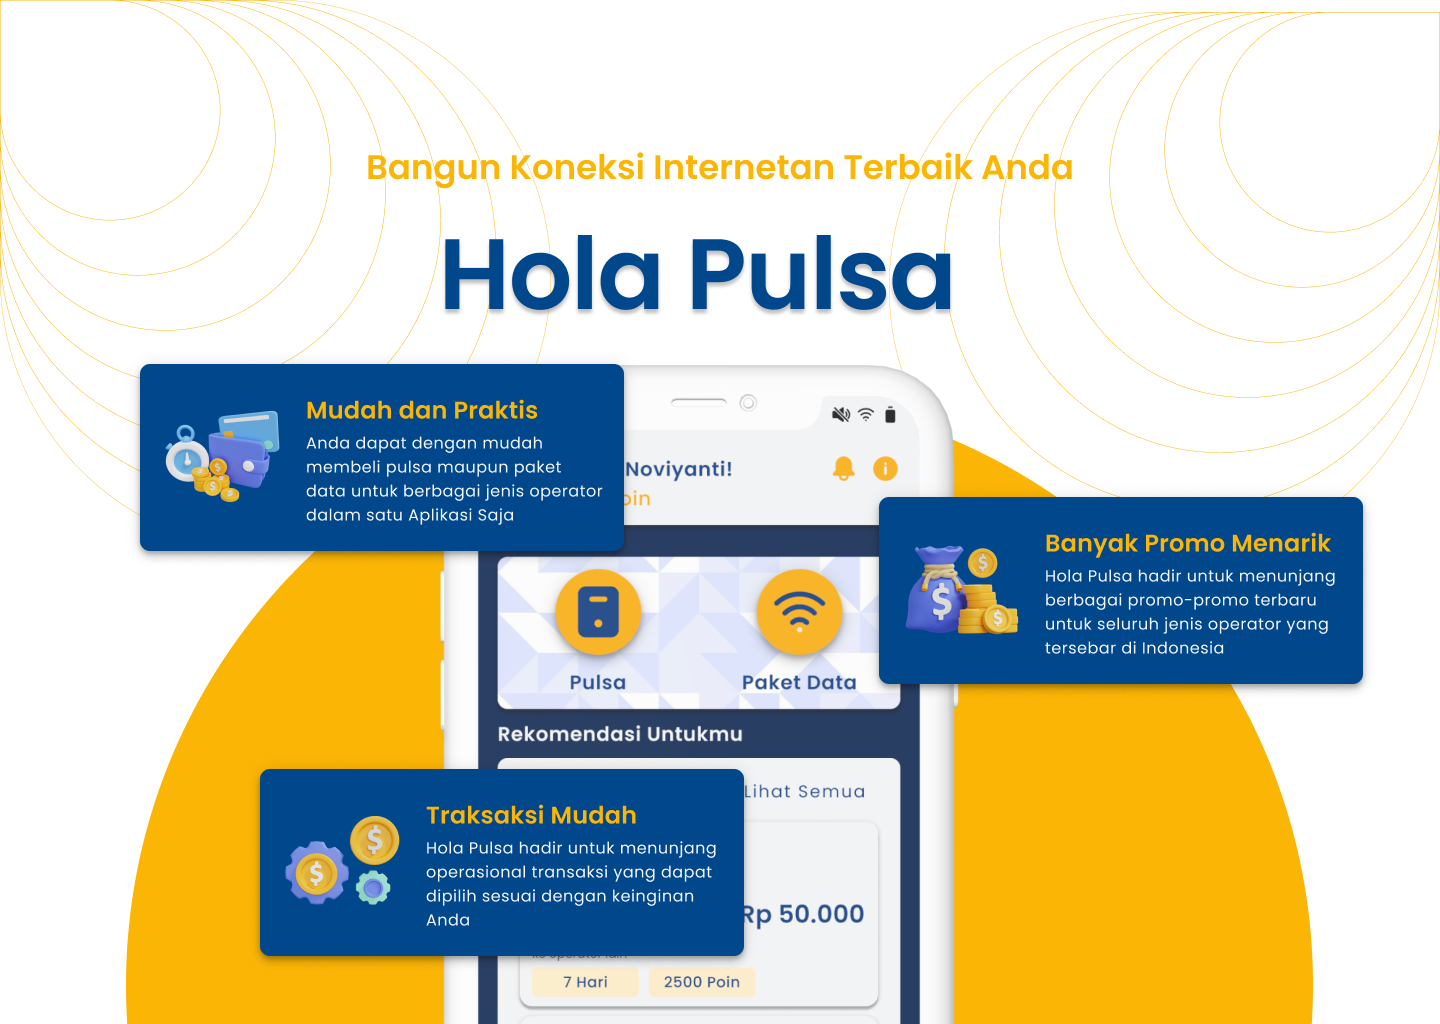 Bangun Koneksi Internetan Terbaik Anda
Hola Pulsa
Mudah dan Praktis
Anda dapat dengan mudah
membeli pulsa maupun paket
data untuk berbagai jenis operator
dalam satu Aplikasi Saja
Noviyanti!
Banyak Promo Menarik
Hola Pulsa hadir untuk menunjang
berbagai promo-promo terbaru
untuk seluruh jenis operator yang
tersebar di Indonesia
Pulsa
Paket Data
Rekomendasi Untukmu
Lihat Semua
Traksaksi Mudah
Hola Pulsa hadir untuk menunjang
operasional transaksi yang dapat
dipilih sesuai dengan keinginan
Anda
Rp 50.000
7 Hari
2500 Poin